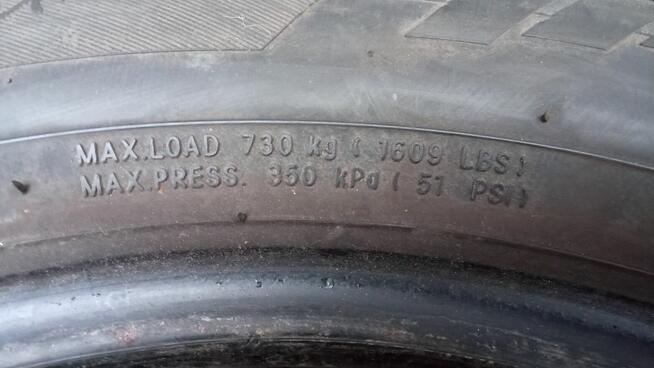 MAX.LOAD 730 kg ( 1609 LBS)
MAX.PRESS. 350 kPa ( 51 PSI)